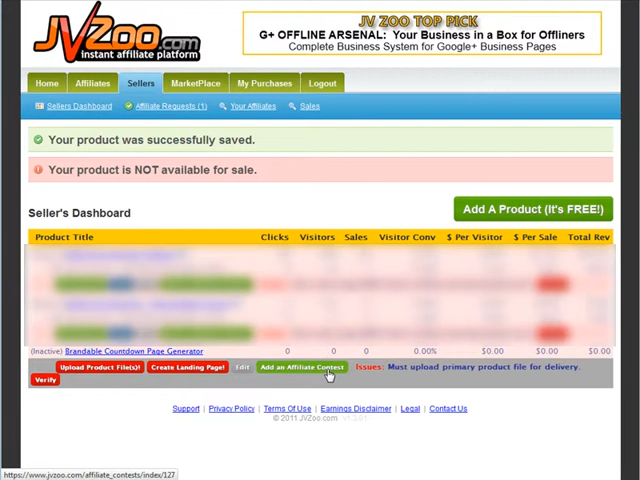 JVZoo.com
instant affiliate platform
JV ZOO TOP PICK
G+ OFFLINE ARSENAL: Your Business in a Box for Offliners
Complete Business System for Google+ Business Pages
Home Affiliates Sellers MarketPlace My Purchases Logout
Sellers Dashboard Affiliate Requests (1) Your Affiliates Sales
Your product was successfully saved.
Your product is NOT available for sale.
Seller's Dashboard
Add A Product (It's FREE!)
Product Title Clicks Visitors Sales Visitor Conv $ Per Visitor $ Per Sale Total Rev
(Inactive) Brandable Countdown Page Generator 0 0 0 0.00% $0.00 $0.00 $0.00
Upload Product File(s)! Create Landing Page! Edit Add an Affiliate Contest Issues: Must upload primary product file for delivery.
Verify
Support | Privacy Policy | Terms Of Use | Earnings Disclaimer | Legal | Contact Us
© 2011 JVZoo.com
https://www.jvzoo.com/affiliate_contests/index/127